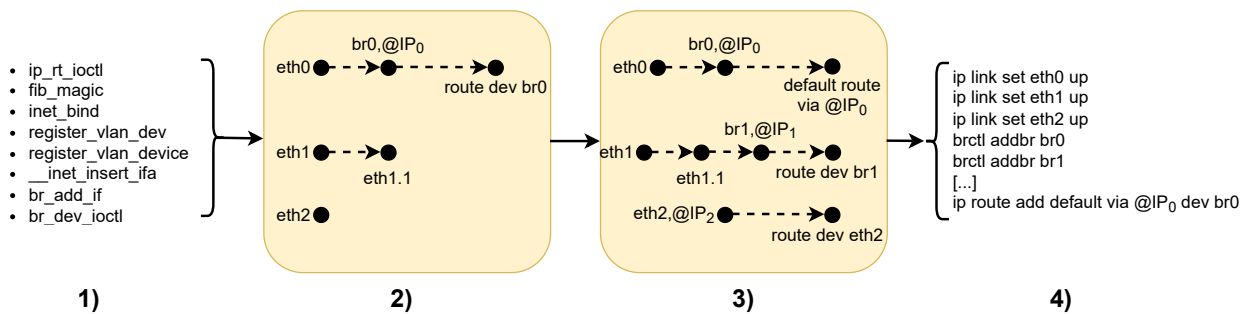 • ip_rt_ioctl
• fib_magic
• inet_bind
• register_vlan_dev
• register_vlan_device
• __inet_insert_ifa
• br_add_if
• br_dev_ioctl
1)
br0,@IP₀
eth0
route dev br0
eth1
eth1.1
eth2
2)
br0,@IP₀
eth0
default route
via @IP₀
br1,@IP₁
eth1
eth1.1
route dev br1
eth2,@IP₂
route dev eth2
3)
ip link set eth0 up
ip link set eth1 up
ip link set eth2 up
brctl addbr br0
brctl addbr br1
[...]
ip route add default via @IP₀ dev br0
4)